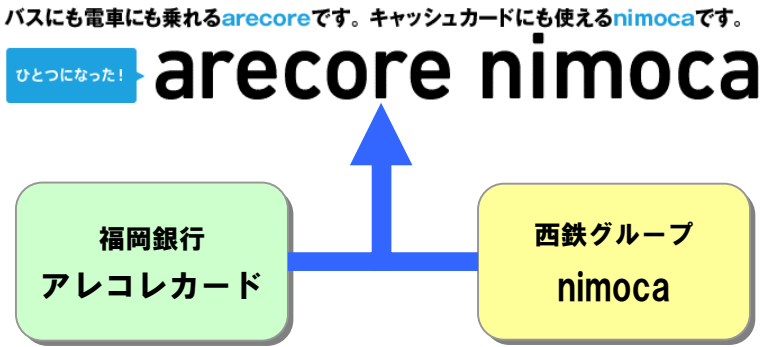 バスにも電車にも乗れるarecoreです。キャッシュカードにも使えるnimocaです。
ひとつになった！
arecore nimoca
福岡銀行
アレコレカード
西鉄グループ
nimoca